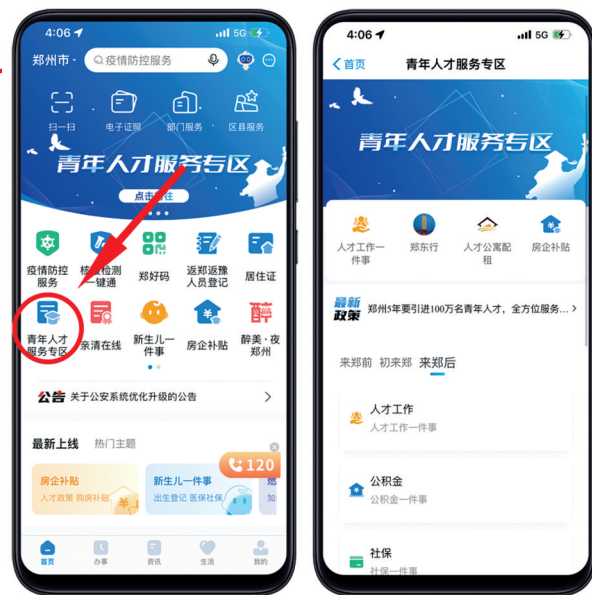 4:06
5G
郑州市
疫情防控服务
扫一扫
电子证照
部门服务
区县服务
青年人才服务专区
疫情防控
服务
一键通
郑好码
返郑返豫
人员登记
居住证
青年人才
服务专区
亲清在线
新生儿一
件事
房企补贴
醉美·夜
郑州
公告 关于公安系统优化升级的公告
最新上线 热门主题
120
房企补贴
人才政策 购房补贴
新生儿一件事
出生登记 医保社保
首页
办事
资讯
生活
我的
4:06
5G
首页
青年人才服务专区
青年人才服务专区
人才工作一
件事
郑东行
人才公寓配
租
房企补贴
最新
政策
郑州5年要引进100万名青年人才，全方位服务...
来郑前 初来郑 来郑后
人才工作
人才工作一件事
公积金
公积金一件事
社保
社保一件事